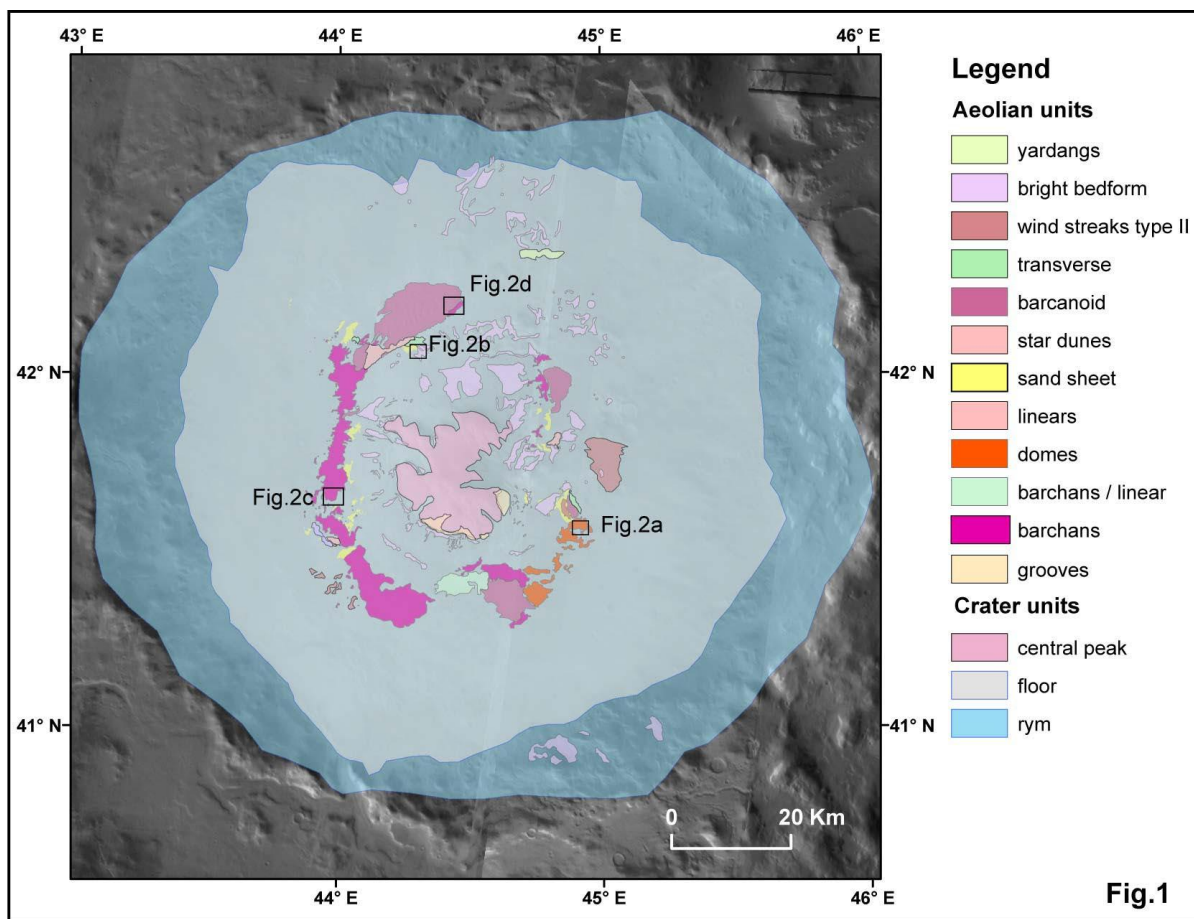 43° E 44° E 45° E 46° E
Legend
Aeolian units
yardangs
bright bedform
wind streaks type II
transverse
barcanoid
star dunes
sand sheet
linears
domes
barchans / linear
barchans
grooves
Crater units
central peak
floor
rym
Fig.2d
Fig.2b
42° N 42° N
Fig.2c
Fig.2a
41° N 41° N
0 20 Km
44° E 45° E 46° E
Fig.1